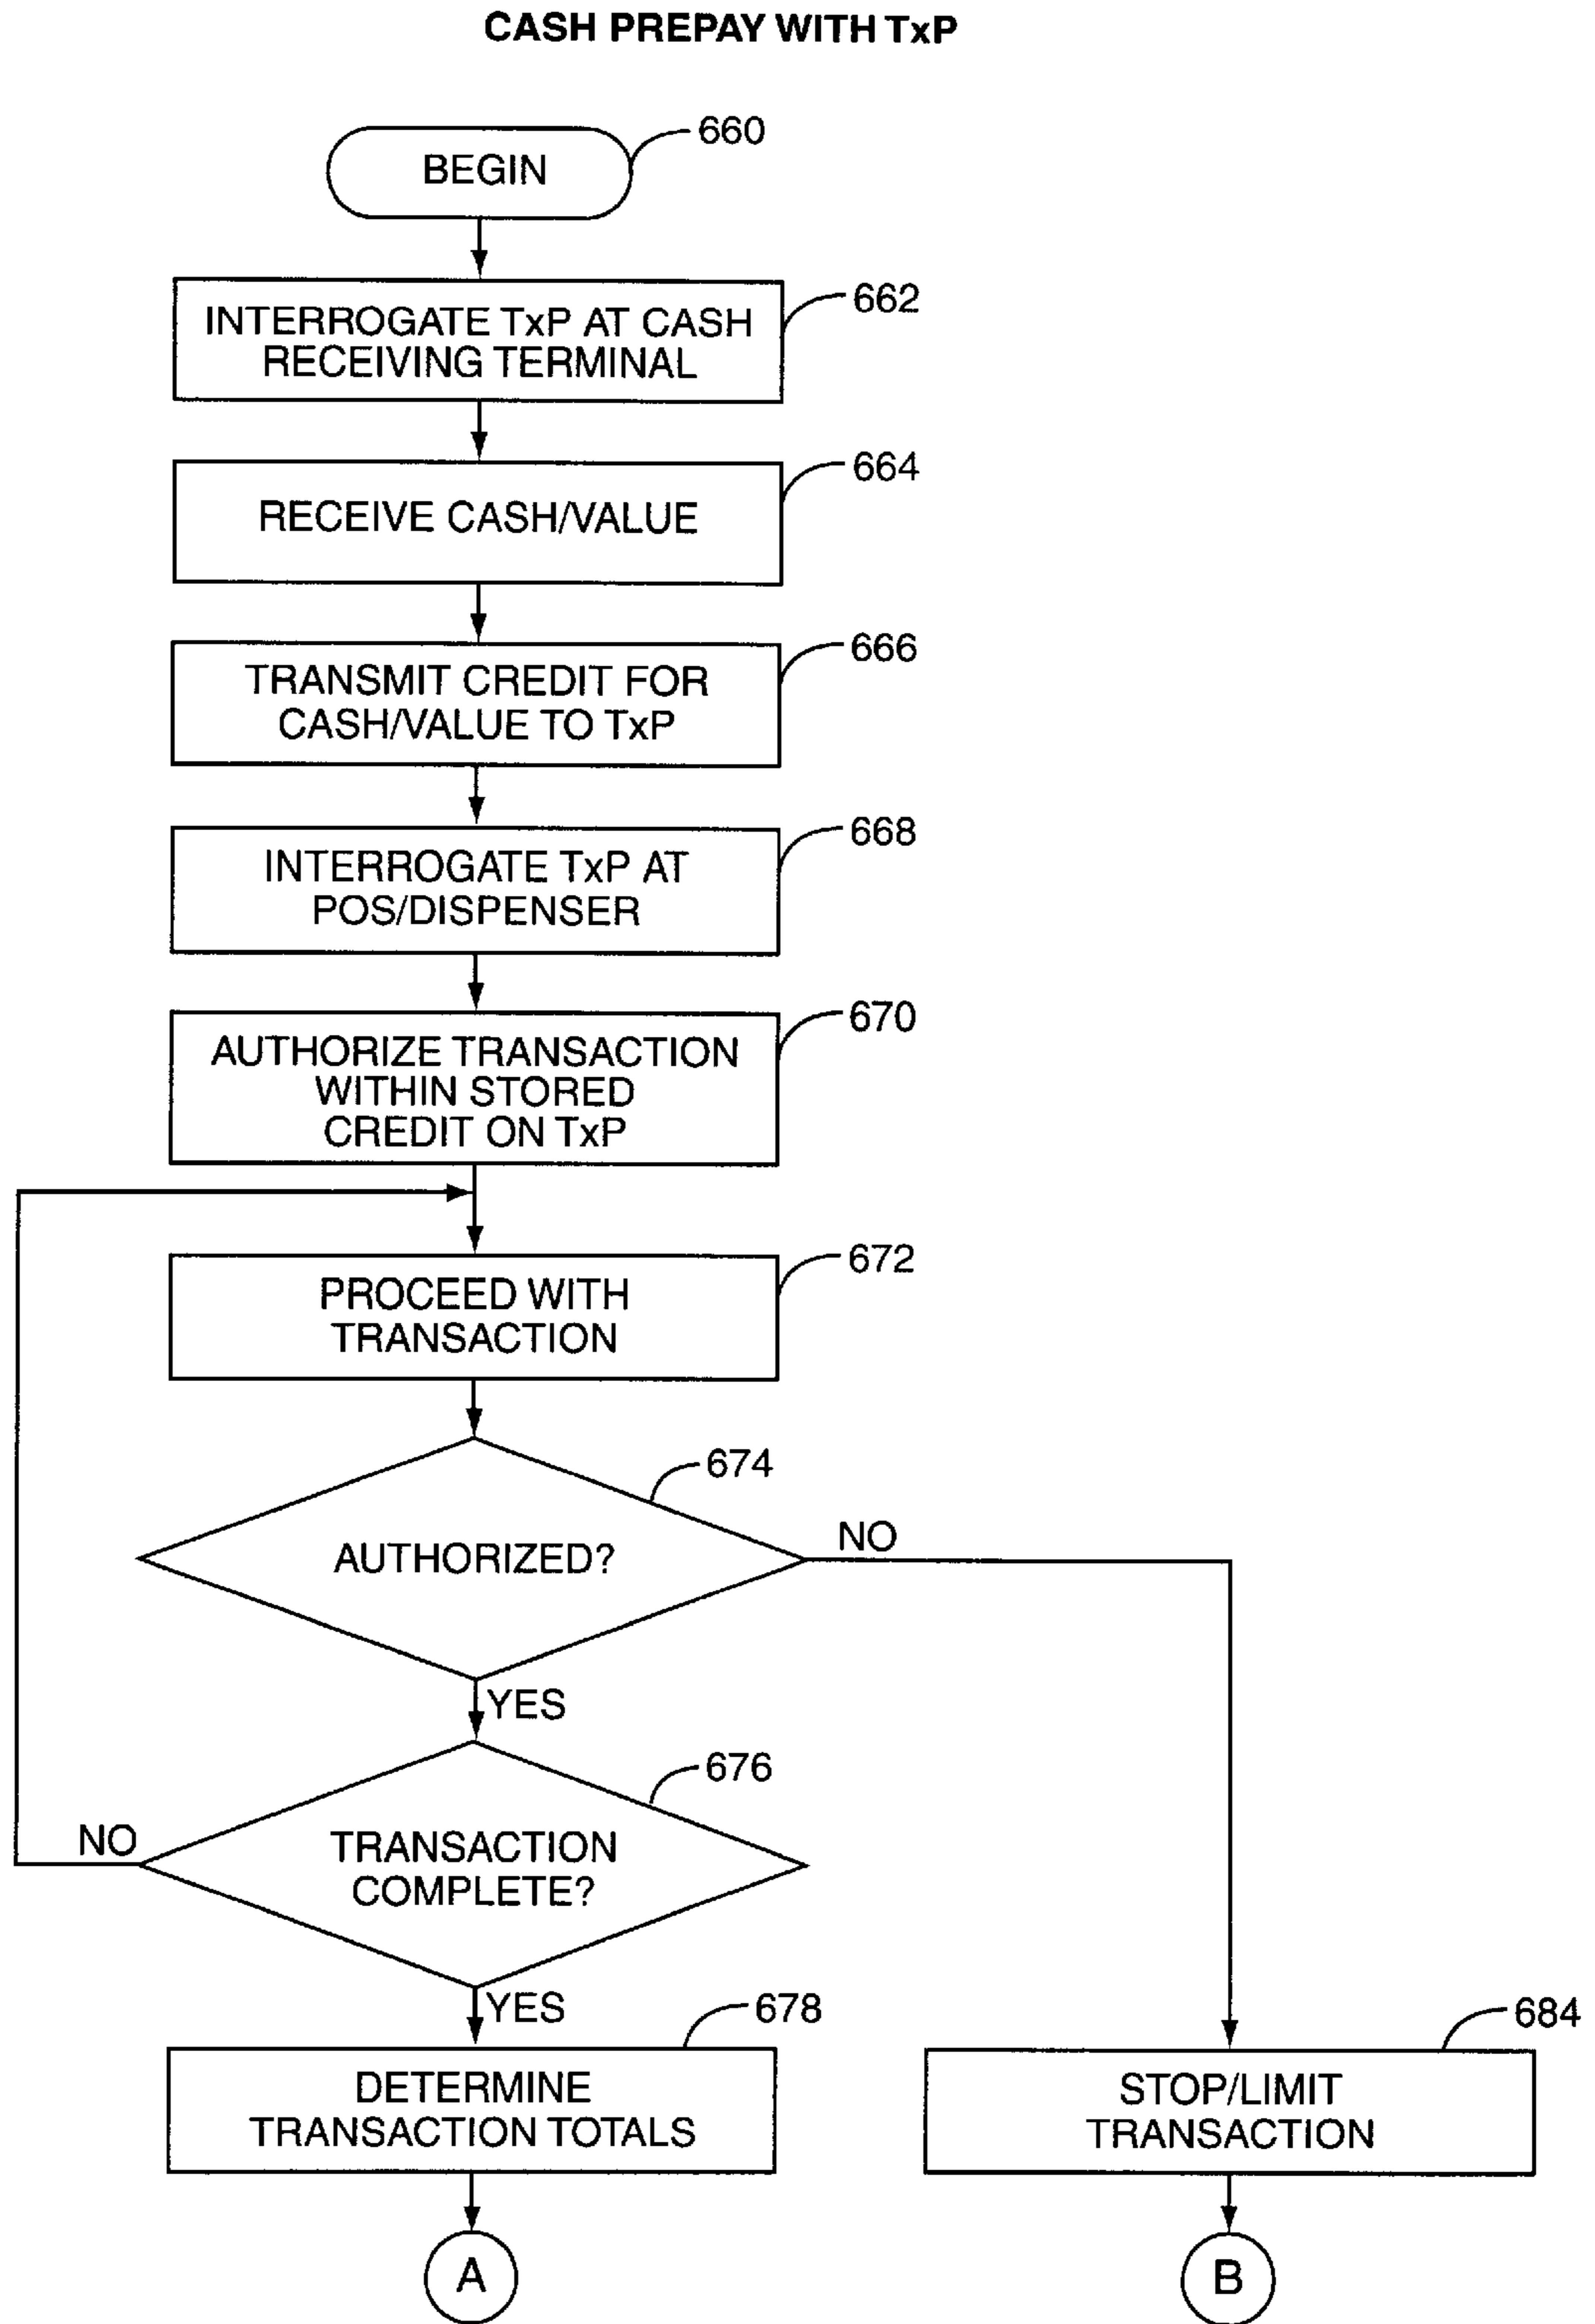 CASH PREPAY WITH TxP
660
BEGIN
662
INTERROGATE TxP AT CASH
RECEIVING TERMINAL
664
RECEIVE CASH/VALUE
666
TRANSMIT CREDIT FOR
CASH/VALUE TO TxP
668
INTERROGATE TxP AT
POS/DISPENSER
670
AUTHORIZE TRANSACTION
WITHIN STORED
CREDIT ON TxP
672
PROCEED WITH
TRANSACTION
674
AUTHORIZED?
NO
YES
676
TRANSACTION
COMPLETE?
NO
YES
678
DETERMINE
TRANSACTION TOTALS
684
STOP/LIMIT
TRANSACTION
A
B